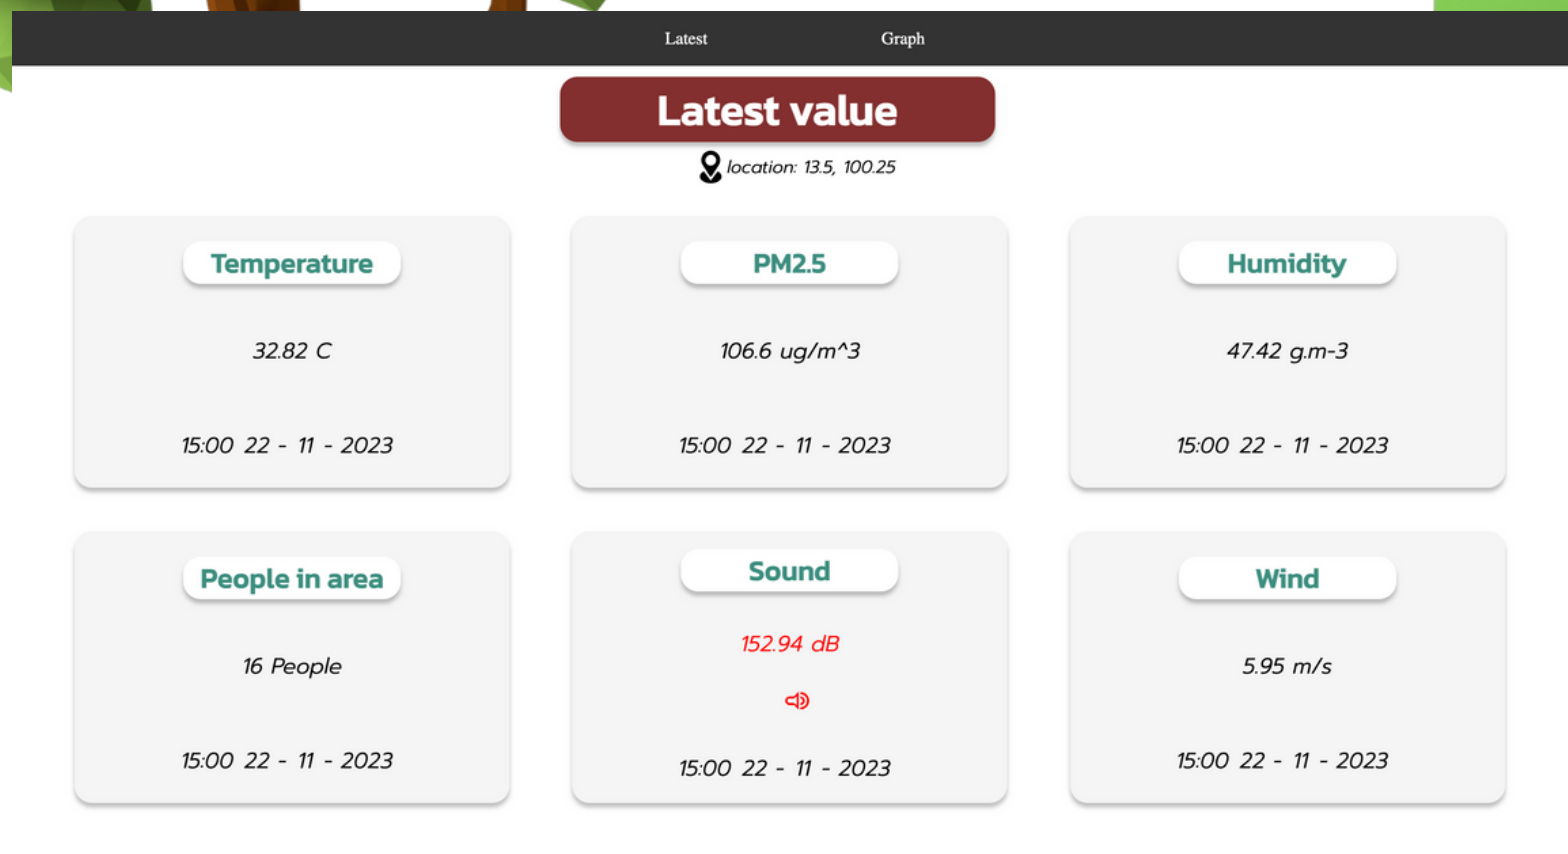 Latest Graph
Latest value
location: 13.5, 100.25
Temperature
32.82 C
15:00 22 - 11 - 2023
PM2.5
106.6 ug/m^3
15:00 22 - 11 - 2023
Humidity
47.42 g.m-3
15:00 22 - 11 - 2023
People in area
16 People
15:00 22 - 11 - 2023
Sound
152.94 dB
15:00 22 - 11 - 2023
Wind
5.95 m/s
15:00 22 - 11 - 2023